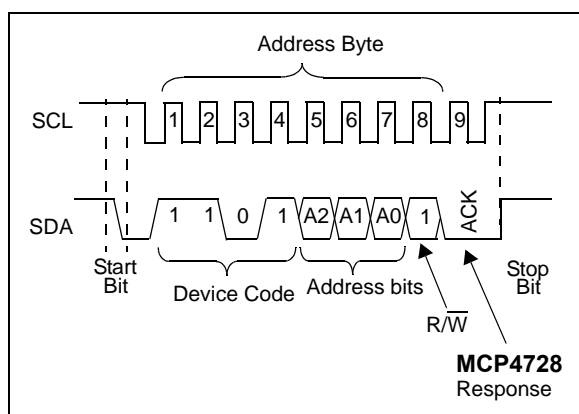 Address Byte
SCL 1 2 3 4 5 6 7 8 9
SDA 1 1 0 1 A2 A1 A0 1 ACK
Start Bit
Device Code
Address bits
R/W̅
Stop Bit
MCP4728
Response